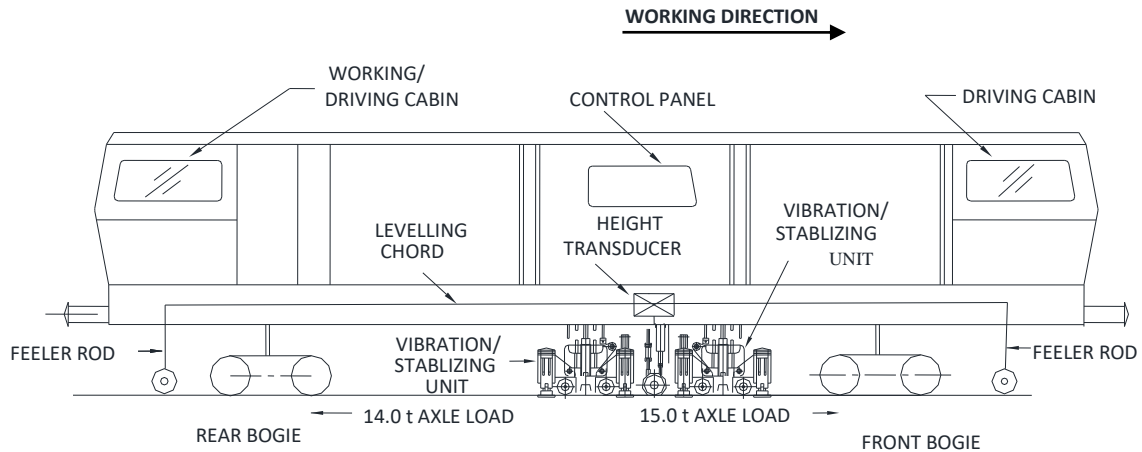 WORKING DIRECTION
WORKING/
DRIVING CABIN
CONTROL PANEL
DRIVING CABIN
LEVELLING
CHORD
HEIGHT
TRANSDUCER
VIBRATION/
STABLIZING
UNIT
FEELER ROD
VIBRATION/
STABLIZING
UNIT
FEELER ROD
14.0 t AXLE LOAD
15.0 t AXLE LOAD
REAR BOGIE
FRONT BOGIE